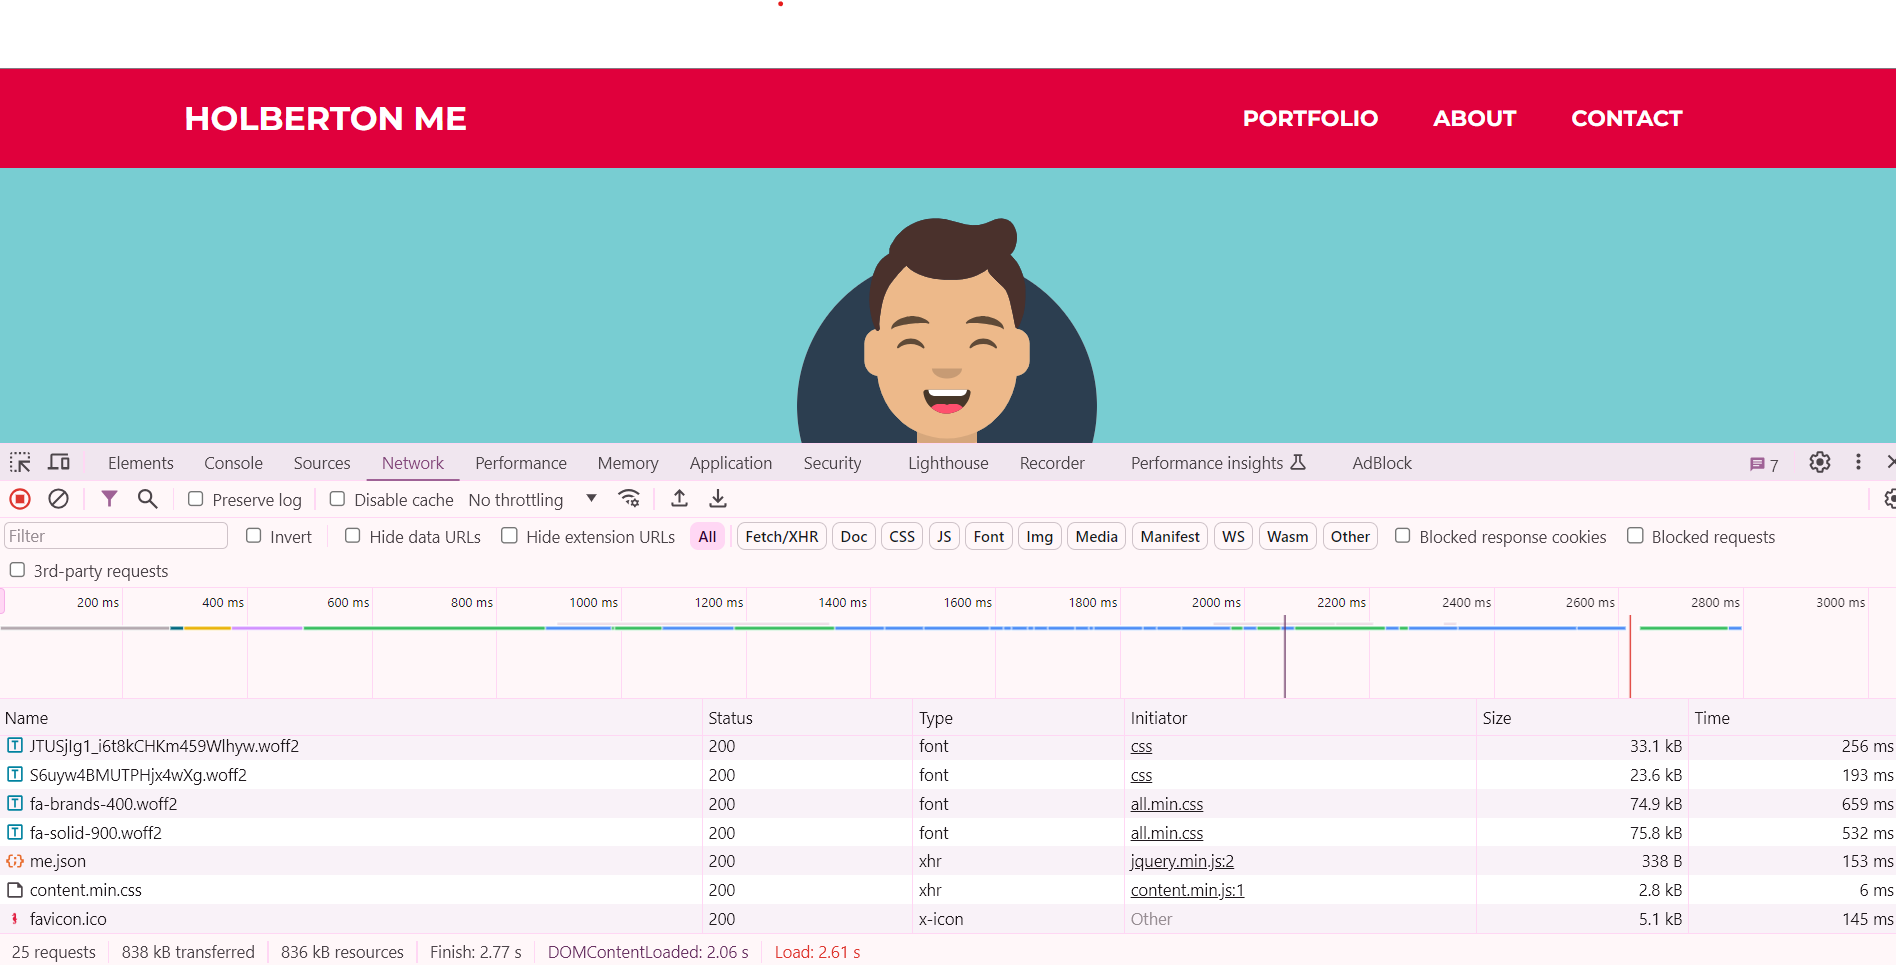 HOLBERTON ME PORTFOLIO ABOUT CONTACT
Elements Console Sources Network Performance Memory Application Security Lighthouse Recorder Performance insights AdBlock 7
Preserve log Disable cache No throttling
Filter Invert Hide data URLs Hide extension URLs All Fetch/XHR Doc CSS JS Font Img Media Manifest WS Wasm Other Blocked response cookies Blocked requests
3rd-party requests
200 ms 400 ms 600 ms 800 ms 1000 ms 1200 ms 1400 ms 1600 ms 1800 ms 2000 ms 2200 ms 2400 ms 2600 ms 2800 ms 3000 ms
Name Status Type Initiator Size Time
JTUSjIg1_i6t8kCHKm459Wlhyw.woff2 200 font css 33.1 kB 256 ms
S6uyw4BMUTPHjx4wXg.woff2 200 font css 23.6 kB 193 ms
fa-brands-400.woff2 200 font all.min.css 74.9 kB 659 ms
fa-solid-900.woff2 200 font all.min.css 75.8 kB 532 ms
me.json 200 xhr jquery.min.js:2 338 B 153 ms
content.min.css 200 xhr content.min.js:1 2.8 kB 6 ms
favicon.ico 200 x-icon Other 5.1 kB 145 ms
25 requests 838 kB transferred 836 kB resources Finish: 2.77 s DOMContentLoaded: 2.06 s Load: 2.61 s